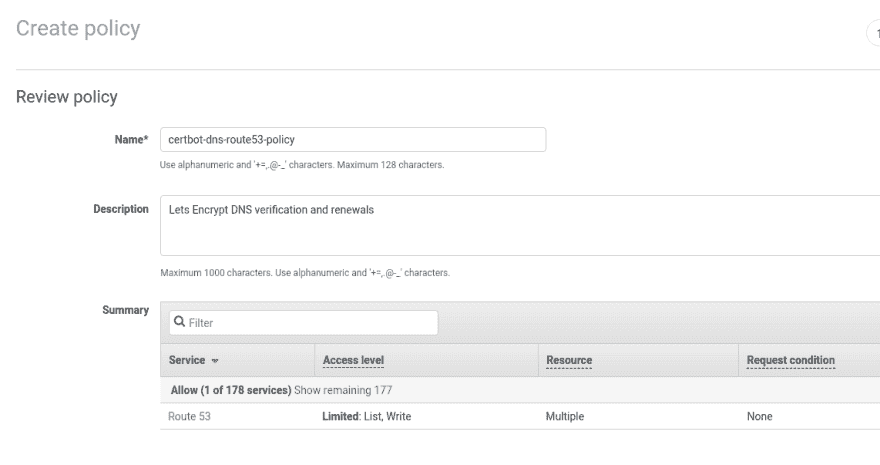 Create policy
1
Review policy
Name*
certbot-dns-route53-policy
Use alphanumeric and '+=,.@-_' characters. Maximum 128 characters.
Description
Lets Encrypt DNS verification and renewals
Maximum 1000 characters. Use alphanumeric and '+=,.@-_' characters.
Summary
Filter
Service Access level Resource Request condition
Allow (1 of 178 services) Show remaining 177
Route 53 Limited: List, Write Multiple None